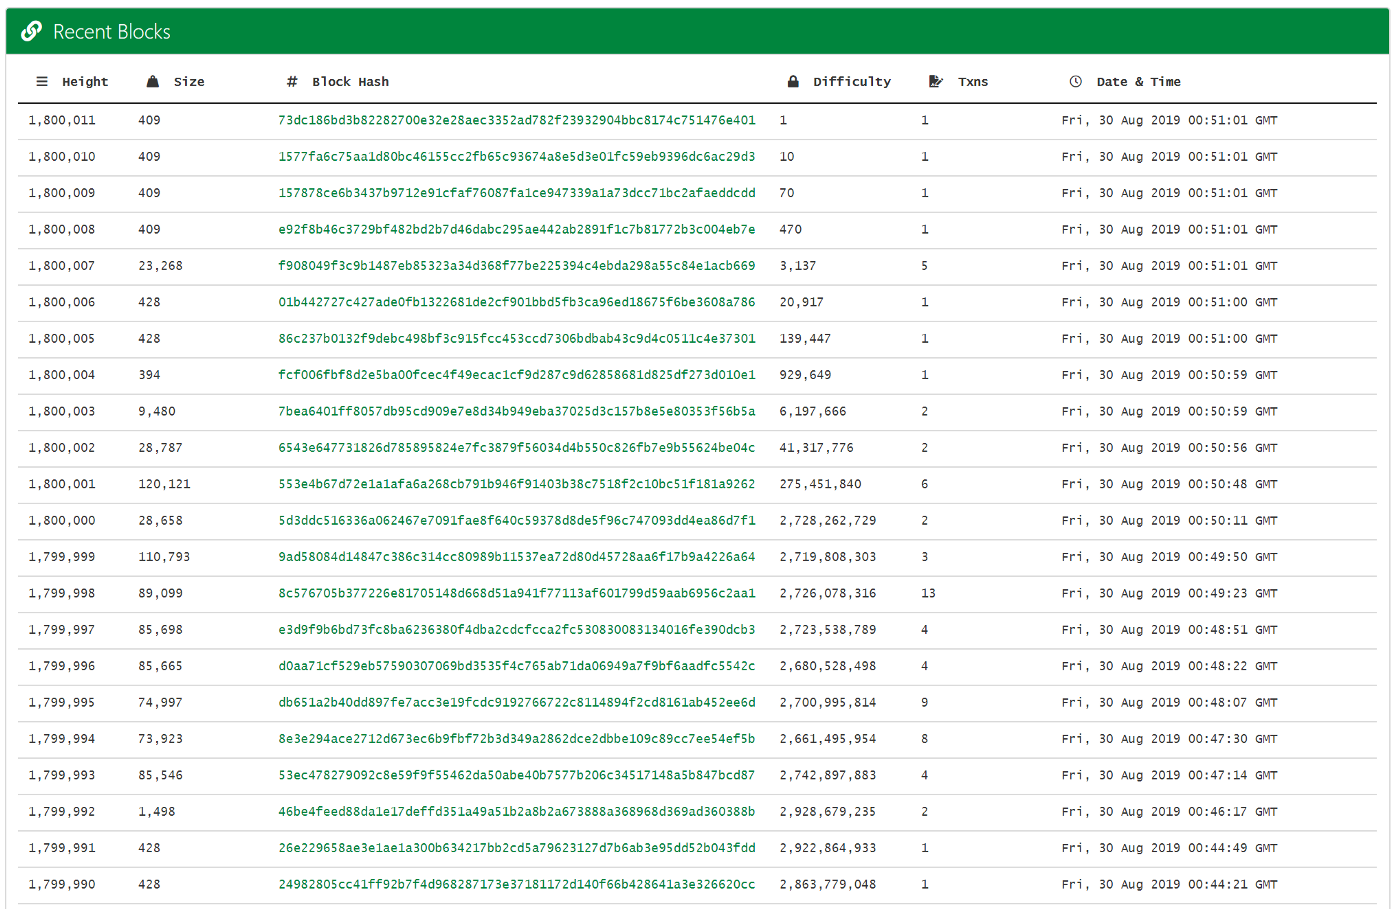 Recent Blocks
Height Size # Block Hash Difficulty Txns Date & Time
1,800,011 409 73dc186bd3b82282700e32e28aec3352ad782f23932904bbc8174c751476e401 1 1 Fri, 30 Aug 2019 00:51:01 GMT
1,800,010 409 1577fa6c75aa1d80bc46155cc2fb65c93674a8e5d3e01fc59eb9396dc6ac29d3 10 1 Fri, 30 Aug 2019 00:51:01 GMT
1,800,009 409 157878ce6b3437b9712e91cfaf76087fa1ce947339a1a73dcc71bc2afaeddcdd 70 1 Fri, 30 Aug 2019 00:51:01 GMT
1,800,008 409 e92f8b46c3729bf482bd2b7d46dabc295ae442ab2891f1c7b81772b3c004eb7e 470 1 Fri, 30 Aug 2019 00:51:01 GMT
1,800,007 23,268 f908049f3c9b1487eb85323a34d368f77be225394c4ebda298a55c84e1acb669 3,137 5 Fri, 30 Aug 2019 00:51:01 GMT
1,800,006 428 01b442727c427ade0fb1322681de2cf901bbd5fb3ca96ed18675f6be3608a786 20,917 1 Fri, 30 Aug 2019 00:51:00 GMT
1,800,005 428 86c237b0132f9debc498bf3c915fcc453ccd7306bdbab43c9d4c0511c4e37301 139,447 1 Fri, 30 Aug 2019 00:51:00 GMT
1,800,004 394 fcf006fbf8d2e5ba00fcec4f49ecac1cf9d287c9d62858681d825df273d010e1 929,649 1 Fri, 30 Aug 2019 00:50:59 GMT
1,800,003 9,480 7bea6401ff8057db95cd909e7e8d34b949eba37025d3c157b8e5e80353f56b5a 6,197,666 2 Fri, 30 Aug 2019 00:50:59 GMT
1,800,002 28,787 6543e647731826d785895824e7fc3879f56034d4b550c826fb7e9b55624be04c 41,317,776 2 Fri, 30 Aug 2019 00:50:56 GMT
1,800,001 120,121 553e4b67d72e1a1afa6a268cb791b946f91403b38c7518f2c10bc51f181a9262 275,451,840 6 Fri, 30 Aug 2019 00:50:48 GMT
1,800,000 28,658 5d3ddc516336a062467e7091fae8f640c59378d8de5f96c747093dd4ea86d7f1 2,728,262,729 2 Fri, 30 Aug 2019 00:50:11 GMT
1,799,999 110,793 9ad58084d14847c386c314cc80989b11537ea72d80d45728aa6f17b9a4226a64 2,719,808,303 3 Fri, 30 Aug 2019 00:49:50 GMT
1,799,998 89,099 8c576705b377226e81705148d668d51a941f77113af601799d59aab6956c2aa1 2,726,078,316 13 Fri, 30 Aug 2019 00:49:23 GMT
1,799,997 85,698 e3d9f9b6bd73fc8ba6236380f4dba2cdcfcca2fc530830083134016fe390dcb3 2,723,538,789 4 Fri, 30 Aug 2019 00:48:51 GMT
1,799,996 85,665 d0aa71cf529eb57590307069bd3535f4c765ab71da06949a7f9bf6aadfc5542c 2,680,528,498 4 Fri, 30 Aug 2019 00:48:22 GMT
1,799,995 74,997 db651a2b40dd897fe7acc3e19fcdc9192766722c8114894f2cd8161ab452ee6d 2,700,995,814 9 Fri, 30 Aug 2019 00:48:07 GMT
1,799,994 73,923 8e3e294ace2712d673ec6b9fbf72b3d349a2862dce2dbbe109c89cc7ee54ef5b 2,661,495,954 8 Fri, 30 Aug 2019 00:47:30 GMT
1,799,993 85,546 53ec478279092c8e59f9f55462da50abe40b7577b206c34517148a5b847bcd87 2,742,897,883 4 Fri, 30 Aug 2019 00:47:14 GMT
1,799,992 1,498 46be4feed88da1e17deffd351a49a51b2a8b2a673888a368968d369ad360388b 2,928,679,235 2 Fri, 30 Aug 2019 00:46:17 GMT
1,799,991 428 26e229658ae3e1ae1a300b634217bb2cd5a79623127d7b6ab3e95dd52b043fdd 2,922,864,933 1 Fri, 30 Aug 2019 00:44:49 GMT
1,799,990 428 24982805cc41ff92b7f4d968287173e37181172d140f66b428641a3e326620cc 2,863,779,048 1 Fri, 30 Aug 2019 00:44:21 GMT